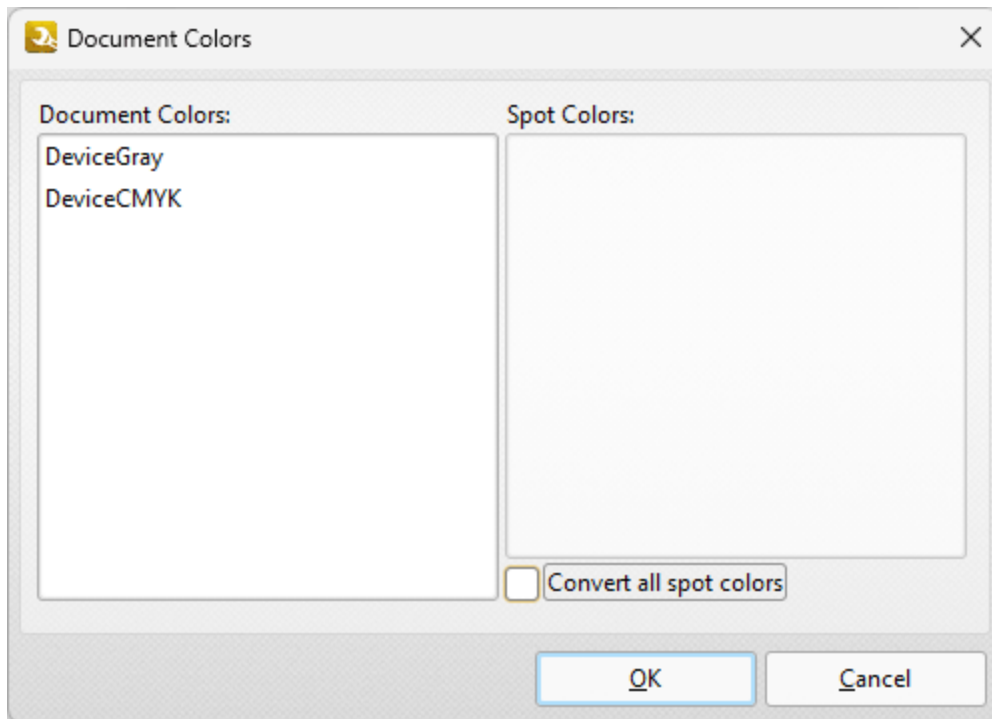 Document Colors
Document Colors:
Spot Colors:
DeviceGray
DeviceCMYK
Convert all spot colors
OK
Cancel